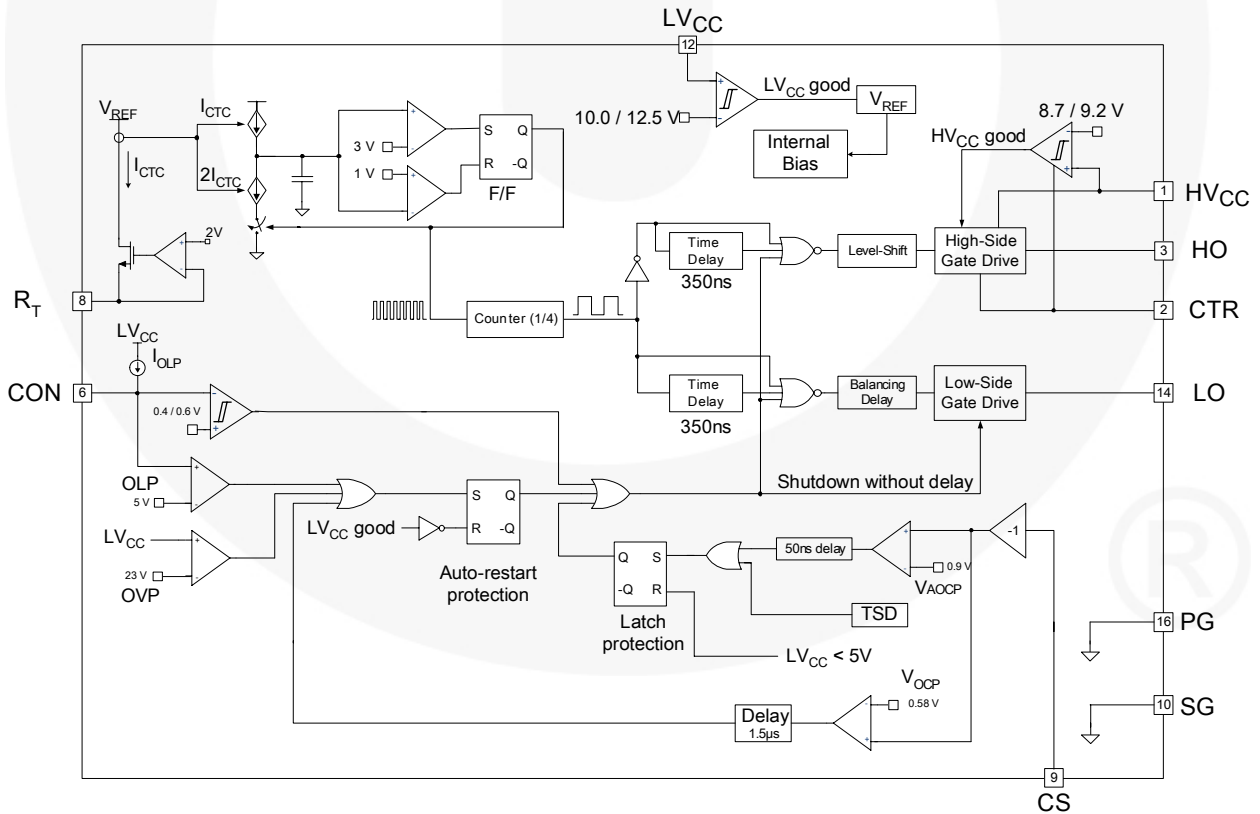 LVCC
12
LVCC good
VREF
10.0 / 12.5 V
Internal
Bias
8.7 / 9.2 V
HVCC good
1
HVCC
VREF
ICTC
ICTC
2ICTC
3 V
1 V
S
Q
R
-Q
F/F
2V
8
RT
Time
Delay
350ns
Level-Shift
High-Side
Gate Drive
3
HO
2
CTR
Counter (1/4)
LVCC
IOLP
CON
6
0.4 / 0.6 V
Time
Delay
350ns
Balancing
Delay
Low-Side
Gate Drive
14
LO
Shutdown without delay
OLP
5 V
LVCC
23 V
OVP
S
Q
R
-Q
LVCC good
Auto-restart
protection
Q
S
-Q
R
Latch
protection
50ns delay
-1
0.9 V
VAOCP
TSD
LVCC < 5V
VOCP
0.58 V
Delay
1.5µs
16
PG
10
SG
9
CS
+
-
®